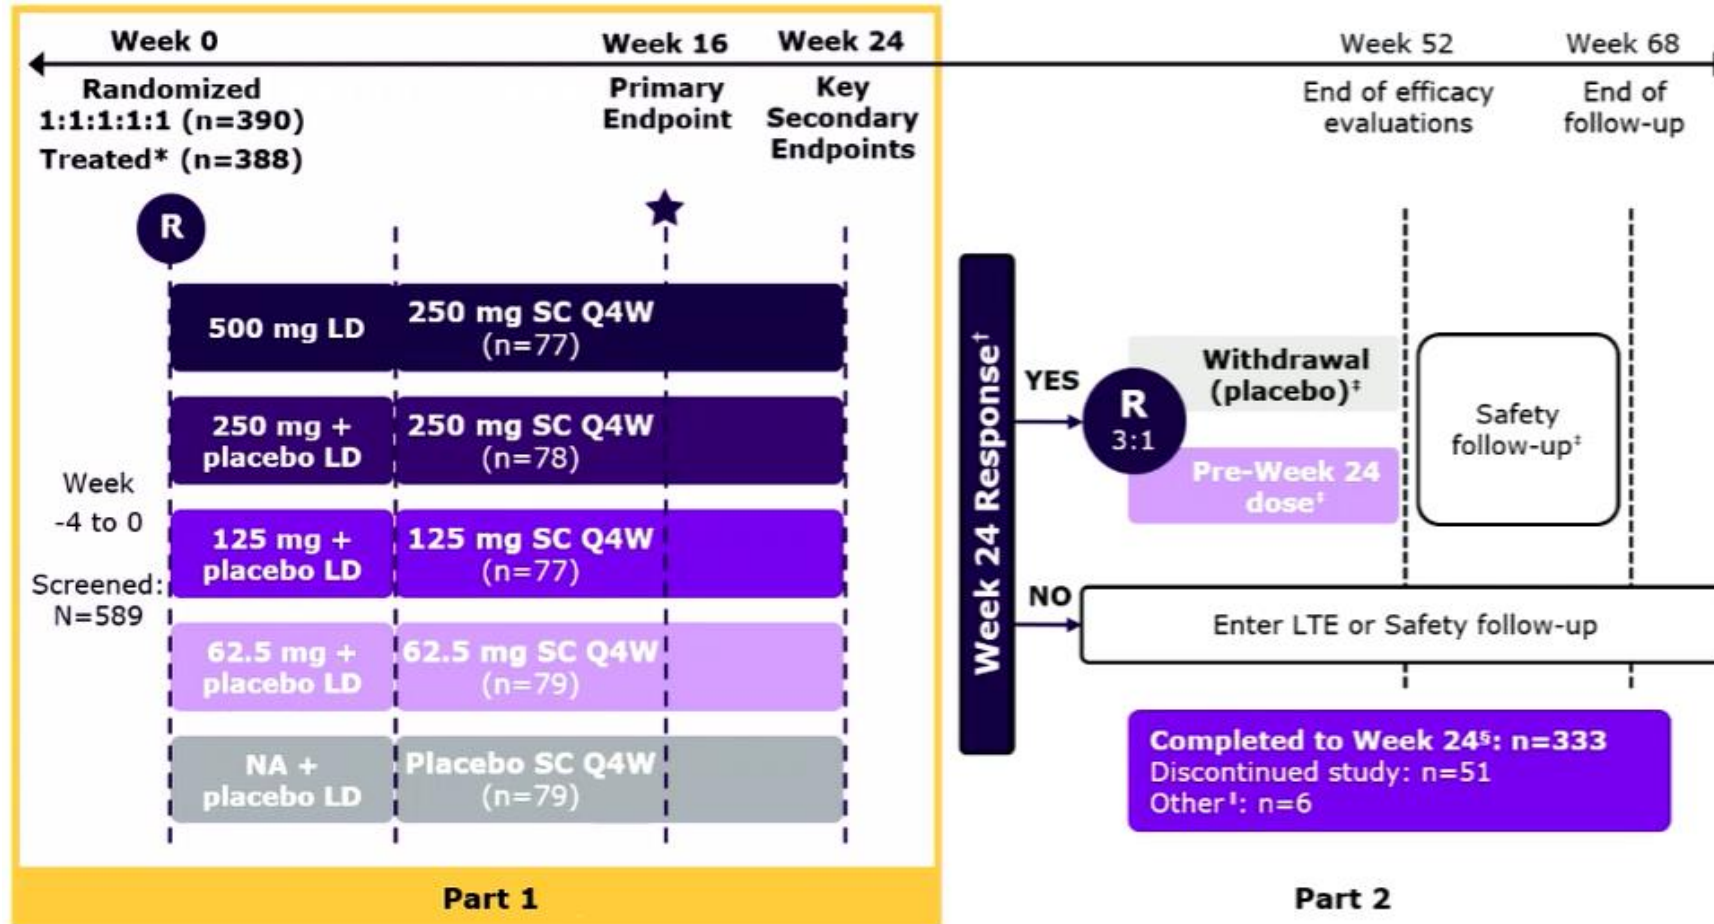 Week 0
Week 16
Week 24
Week 52
Week 68
Randomized
1:1:1:1:1 (n=390)
Treated* (n=388)
Primary
Endpoint
Key
Secondary
Endpoints
End of efficacy
evaluations
End of
follow-up
R
500 mg LD
250 mg SC Q4W
(n=77)
250 mg +
placebo LD
250 mg SC Q4W
(n=78)
125 mg +
placebo LD
125 mg SC Q4W
(n=77)
62.5 mg +
placebo LD
62.5 mg SC Q4W
(n=79)
NA +
placebo LD
Placebo SC Q4W
(n=79)
Week
-4 to 0
Screened:
N=589
Week 24 Response†
YES
R
3:1
Withdrawal
(placebo)‡
Pre-Week 24
dose‡
Safety
follow-up‡
NO
Enter LTE or Safety follow-up
Completed to Week 24§: n=333
Discontinued study: n=51
Other‡: n=6
Part 1
Part 2